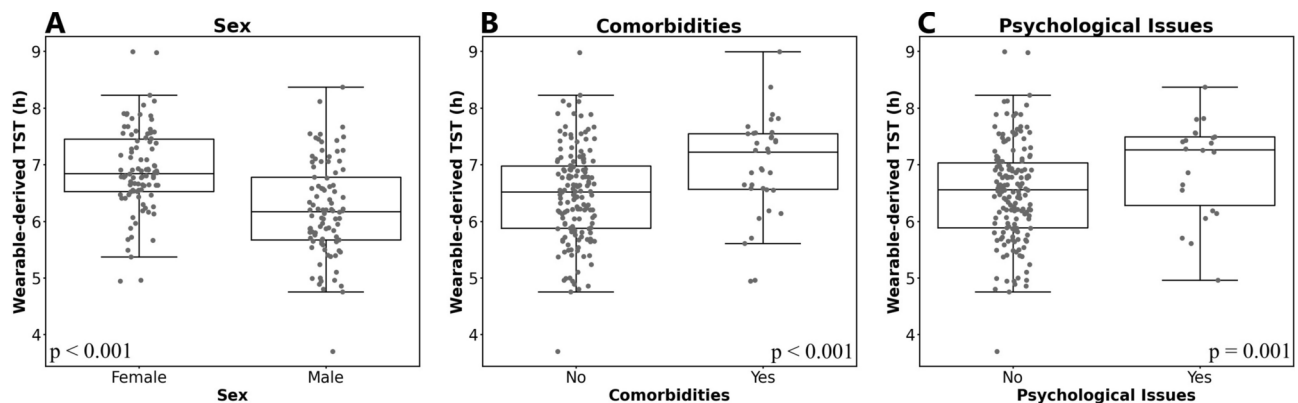 A
Sex
Wearable-derived TST (h)
9
8
7
6
5
4
p < 0.001
Female
Male
Sex
B
Comorbidities
Wearable-derived TST (h)
9
8
7
6
5
4
p < 0.001
No
Yes
Comorbidities
C
Psychological Issues
Wearable-derived TST (h)
9
8
7
6
5
4
p = 0.001
No
Yes
Psychological Issues